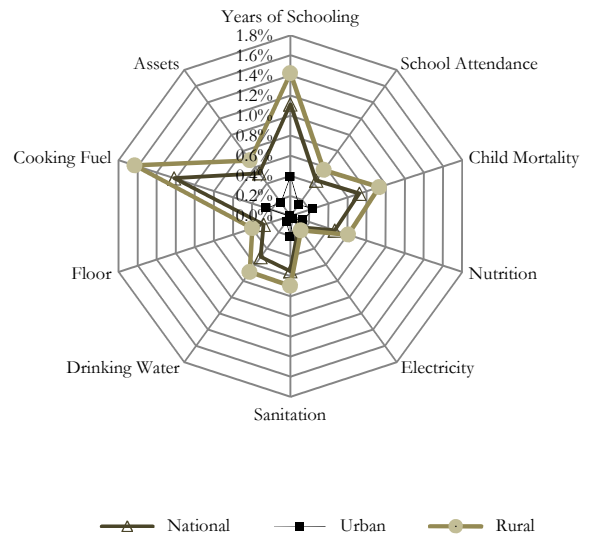 Years of Schooling
1.8%
1.6%
1.4%
1.2%
1.0%
0.8%
0.6%
0.4%
0.2%
0.0%
School Attendance
Child Mortality
Nutrition
Electricity
Sanitation
Drinking Water
Floor
Cooking Fuel
Assets
National
Urban
Rural